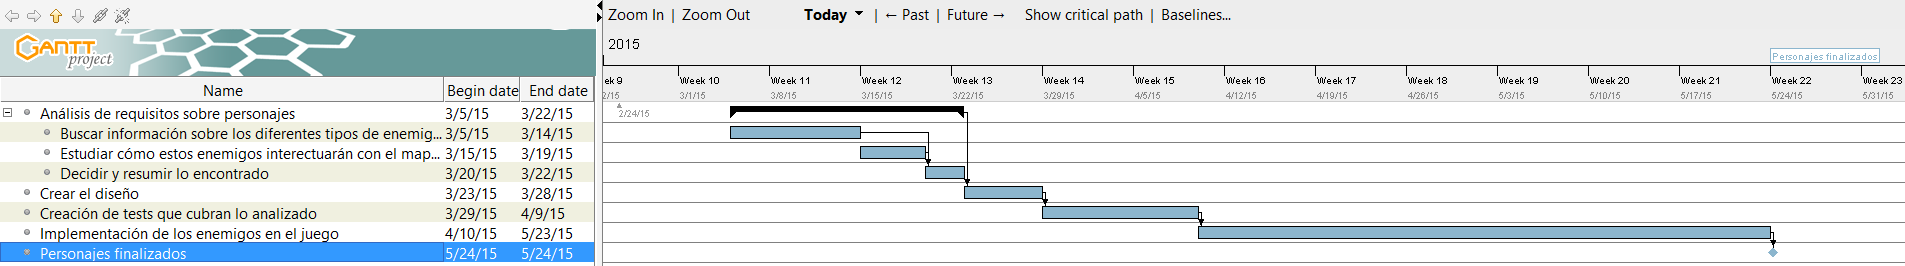 Zoom In | Zoom Out Today | ← Past | Future → Show critical path | Baselines...
GANTT project
2015
Personajes finalizados
ek 9 Week 10 Week 11 Week 12 Week 13 Week 14 Week 15 Week 16 Week 17 Week 18 Week 19 Week 20 Week 21 Week 22 Week 23
2/15 3/1/15 3/8/15 3/15/15 3/22/15 3/29/15 4/5/15 4/12/15 4/19/15 4/26/15 5/3/15 5/10/15 5/17/15 5/24/15 5/31/15
2/24/15
Name Begin date End date
Análisis de requisitos sobre personajes 3/5/15 3/22/15
Buscar información sobre los diferentes tipos de enemig... 3/5/15 3/14/15
Estudiar cómo estos enemigos interectuarán con el map... 3/15/15 3/19/15
Decidir y resumir lo encontrado 3/20/15 3/22/15
Crear el diseño 3/23/15 3/28/15
Creación de tests que cubran lo analizado 3/29/15 4/9/15
Implementación de los enemigos en el juego 4/10/15 5/23/15
Personajes finalizados 5/24/15 5/24/15